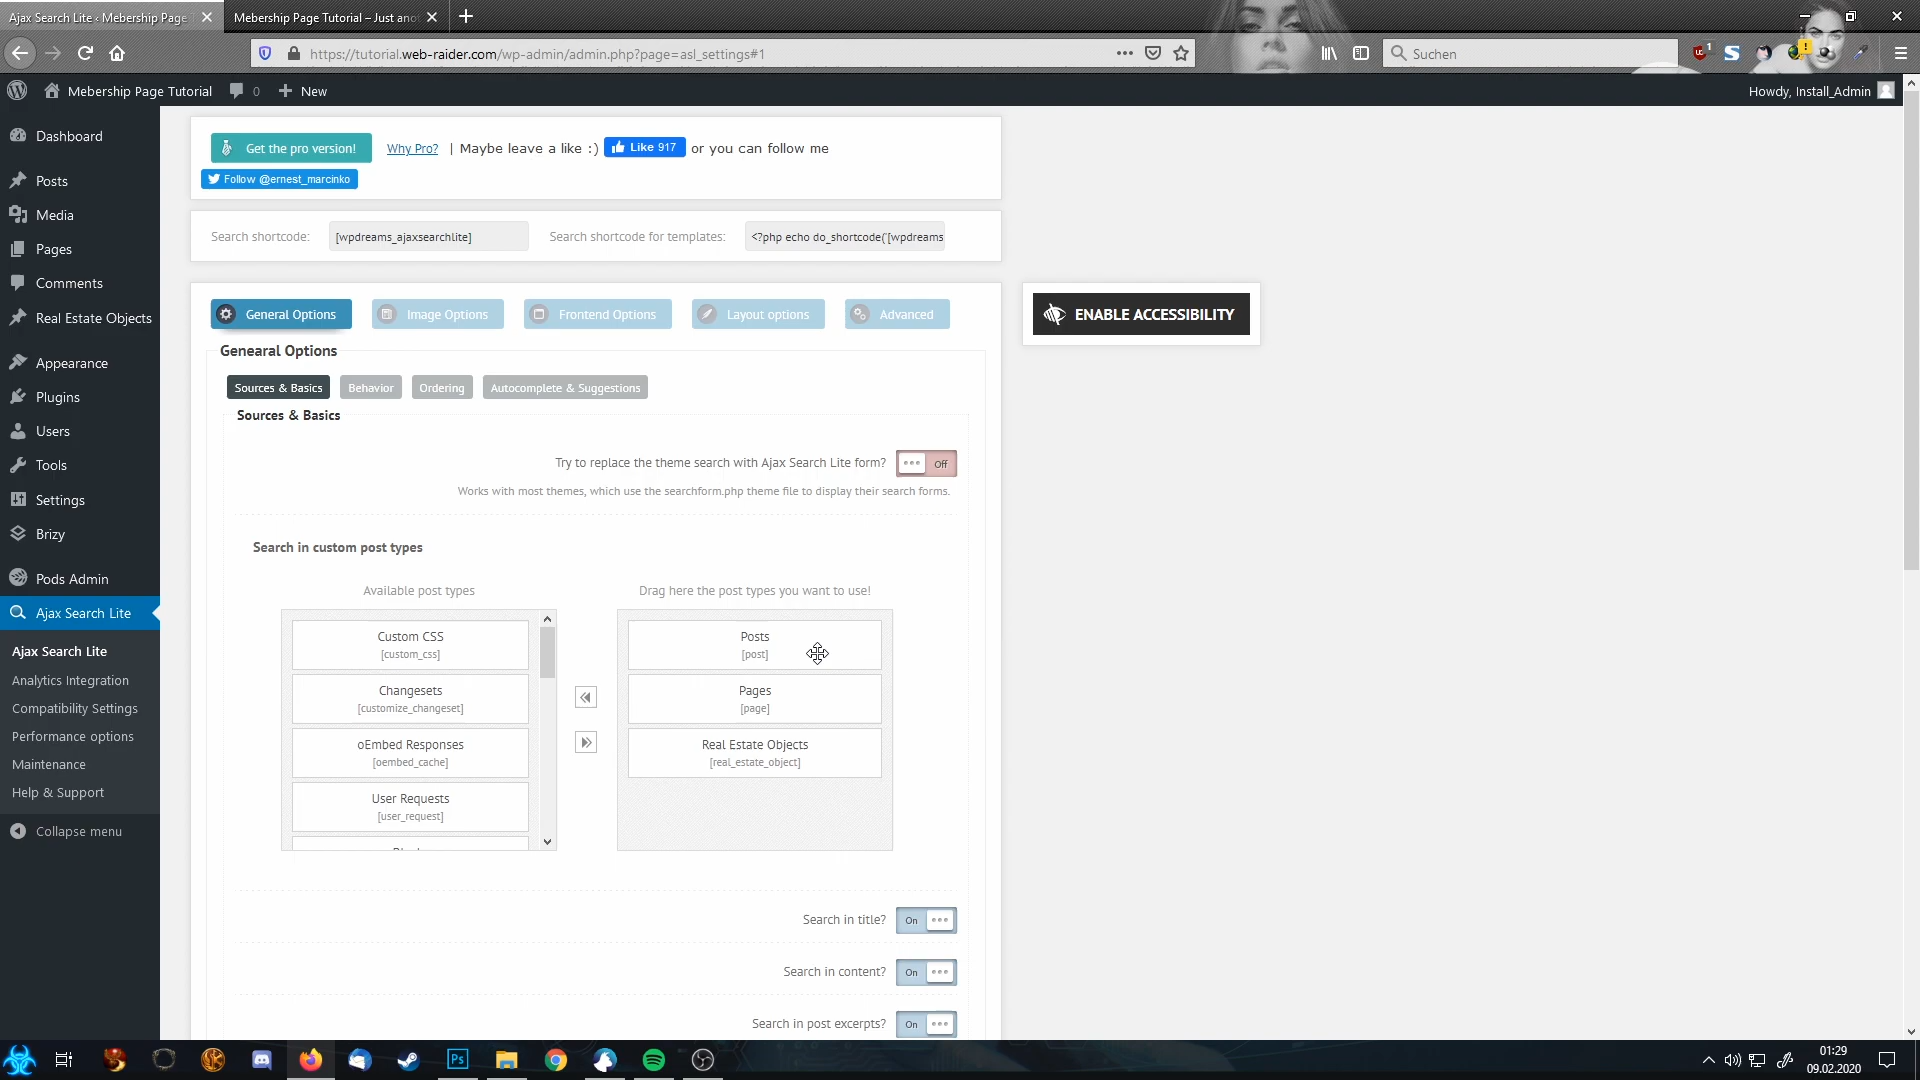 Ajax Search Lite ‹ Mebership Page
Mebership Page Tutorial – Just ano
https://tutorial.web-raider.com/wp-admin/admin.php?page=asl_settings#1
Suchen
Mebership Page Tutorial
0
New
Howdy, Install_Admin
Dashboard
Posts
Media
Pages
Comments
Real Estate Objects
Appearance
Plugins
Users
Tools
Settings
Brizy
Pods Admin
Ajax Search Lite
Ajax Search Lite
Analytics Integration
Compatibility Settings
Performance options
Maintenance
Help & Support
Collapse menu
Get the pro version!
Why Pro?
| Maybe leave a like :)
Like 917
or you can follow me
Follow @ernest_marcinko
Search shortcode:
[wpdreams_ajaxsearchlite]
Search shortcode for templates:
<?php echo do_shortcode('[wpdreams
General Options
Image Options
Frontend Options
Layout options
Advanced
ENABLE ACCESSIBILITY
Genearal Options
Sources & Basics
Behavior
Ordering
Autocomplete & Suggestions
Sources & Basics
Try to replace the theme search with Ajax Search Lite form?
Off
Works with most themes, which use the searchform.php theme file to display their search forms.
Search in custom post types
Available post types
Drag here the post types you want to use!
Custom CSS
[custom_css]
Changesets
[customize_changeset]
oEmbed Responses
[oembed_cache]
User Requests
[user_request]
Posts
[post]
Pages
[page]
Real Estate Objects
[real_estate_object]
Search in title?
On
Search in content?
On
Search in post excerpts?
On
01:29
09.02.2020